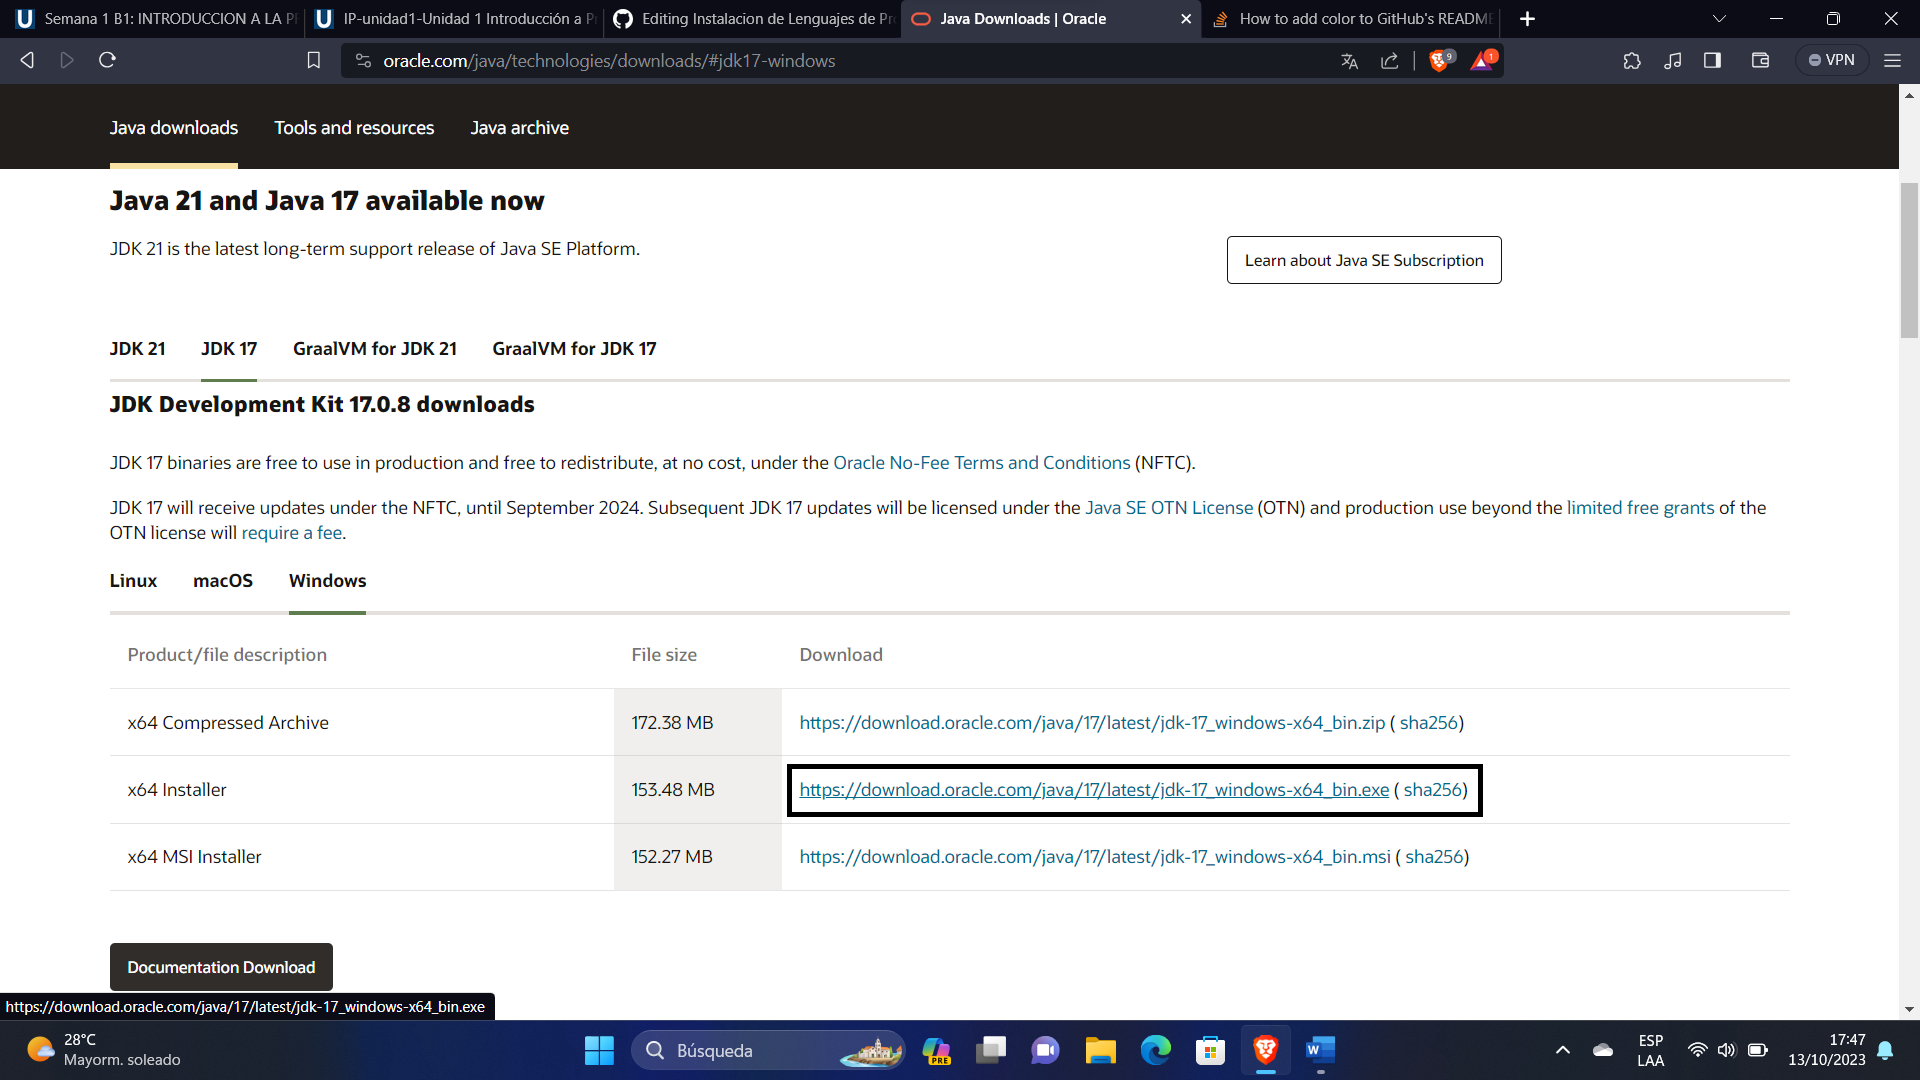 Semana 1 B1: INTRODUCCION A LA P
IP-unidad1-Unidad 1 Introducción a P
Editing Instalacion de Lenguajes de Pr
Java Downloads | Oracle
How to add color to GitHub's README
oracle.com/java/technologies/downloads/#jdk17-windows
9
1
VPN
Java downloads
Tools and resources
Java archive
Java 21 and Java 17 available now
JDK 21 is the latest long-term support release of Java SE Platform.
Learn about Java SE Subscription
JDK 21
JDK 17
GraalVM for JDK 21
GraalVM for JDK 17
JDK Development Kit 17.0.8 downloads
JDK 17 binaries are free to use in production and free to redistribute, at no cost, under the Oracle No-Fee Terms and Conditions (NFTC).
JDK 17 will receive updates under the NFTC, until September 2024. Subsequent JDK 17 updates will be licensed under the Java SE OTN License (OTN) and production use beyond the limited free grants of the
OTN license will require a fee.
Linux
macOS
Windows
Product/file description
File size
Download
x64 Compressed Archive
172.38 MB
https://download.oracle.com/java/17/latest/jdk-17_windows-x64_bin.zip ( sha256)
x64 Installer
153.48 MB
https://download.oracle.com/java/17/latest/jdk-17_windows-x64_bin.exe ( sha256)
x64 MSI Installer
152.27 MB
https://download.oracle.com/java/17/latest/jdk-17_windows-x64_bin.msi ( sha256)
Documentation Download
https://download.oracle.com/java/17/latest/jdk-17_windows-x64_bin.exe
28°C
Mayorm. soleado
Búsqueda
PRE
ESP
LAA
17:47
13/10/2023